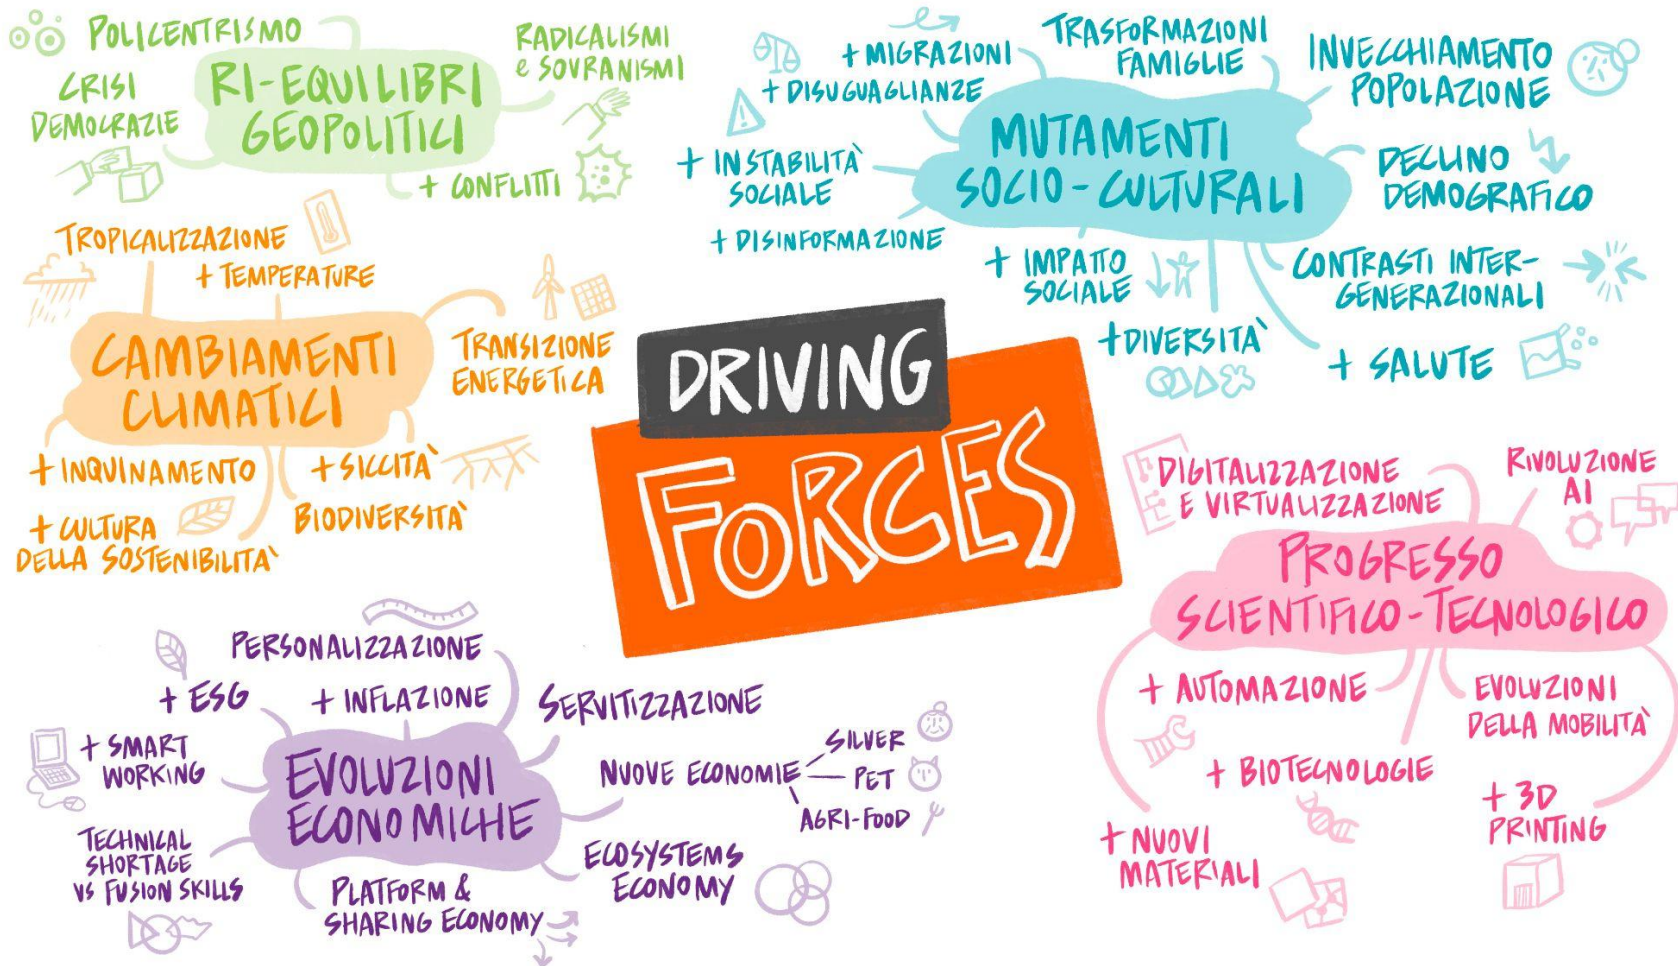 POLICENTRISMO
CRISI
DEMOCRAZIE
RI-EQUILIBRI
GEOPOLITICI
RADICALISMI
e SOVRANISMI
+ CONFLITTI
+ MIGRAZIONI
+ DISUGUAGLIANZE
TRASFORMAZIONI
FAMIGLIE
INVECCHIAMENTO
POPOLAZIONE
MUTAMENTI
SOCIO-CULTURALI
+ INSTABILITÀ
SOCIALE
+ DISINFORMAZIONE
DECLINO
DEMOGRAFICO
+ IMPATTO
SOCIALE
+ DIVERSITÀ
CONTRASTI INTER-
GENERAZIONALI
+ SALUTE
TROPICALIZZAZIONE
+ TEMPERATURE
CAMBIAMENTI
CLIMATICI
TRANSIZIONE
ENERGETICA
+ INQUINAMENTO
+ SICCITÀ
+ CULTURA
DELLA SOSTENIBILITÀ
BIODIVERSITÀ
DRIVING
FORCES
DIGITALIZZAZIONE
E VIRTUALIZZAZIONE
RIVOLUZIONE
AI
PROGRESSO
SCIENTIFICO-TECNOLOGICO
+ AUTOMAZIONE
EVOLUZIONI
DELLA MOBILITÀ
+ BIOTECNOLOGIE
+ NUOVI
MATERIALI
+ 3D
PRINTING
PERSONALIZZAZIONE
+ ESG
+ INFLAZIONE
SERVITIZZAZIONE
+ SMART
WORKING
EVOLUZIONI
ECONOMICHE
NUOVE ECONOMIE
SILVER
PET
AGRI-FOOD
TECHNICAL
SHORTAGE
VS FUSION SKILLS
PLATFORM &
SHARING ECONOMY
ECOSYSTEMS
ECONOMY